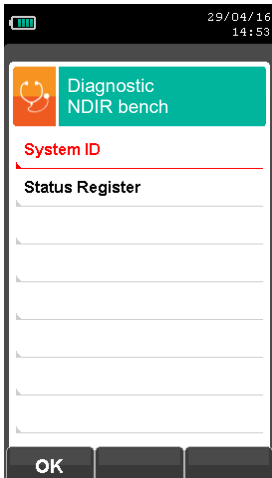 29/04/16
14:53
Diagnostic
NDIR bench
System ID
Status Register
OK